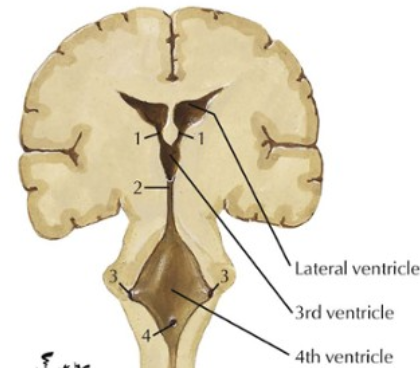 1 1
2
3 3
4
Lateral ventricle
3rd ventricle
4th ventricle